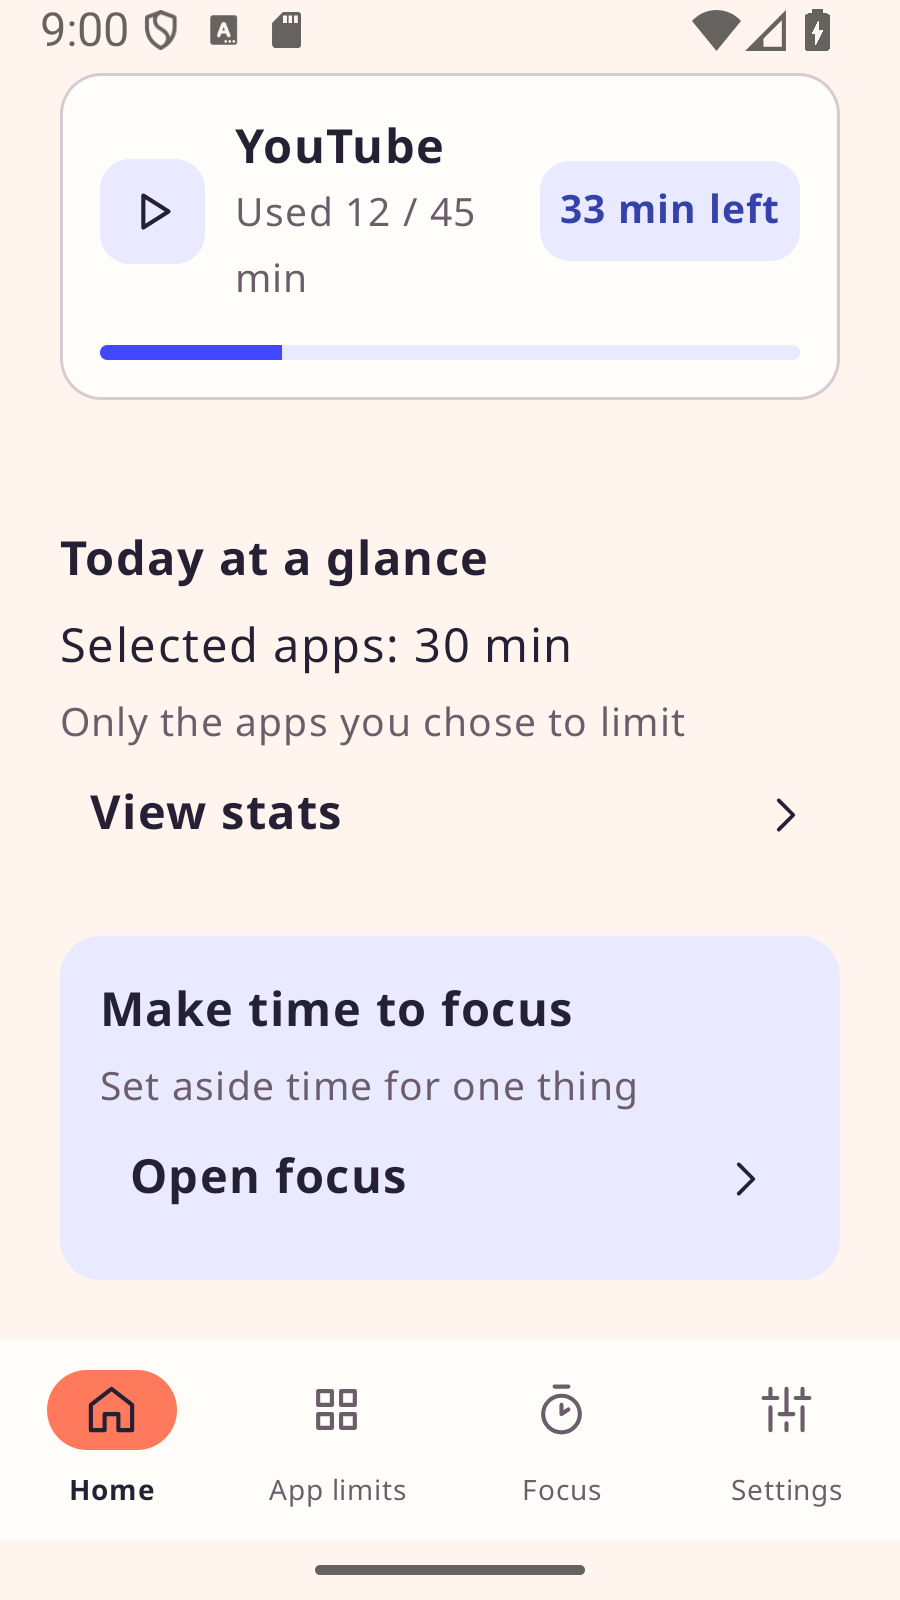 9:00
YouTube
Used 12 / 45
min
33 min left
Today at a glance
Selected apps: 30 min
Only the apps you chose to limit
View stats
Make time to focus
Set aside time for one thing
Open focus
Home
App limits
Focus
Settings